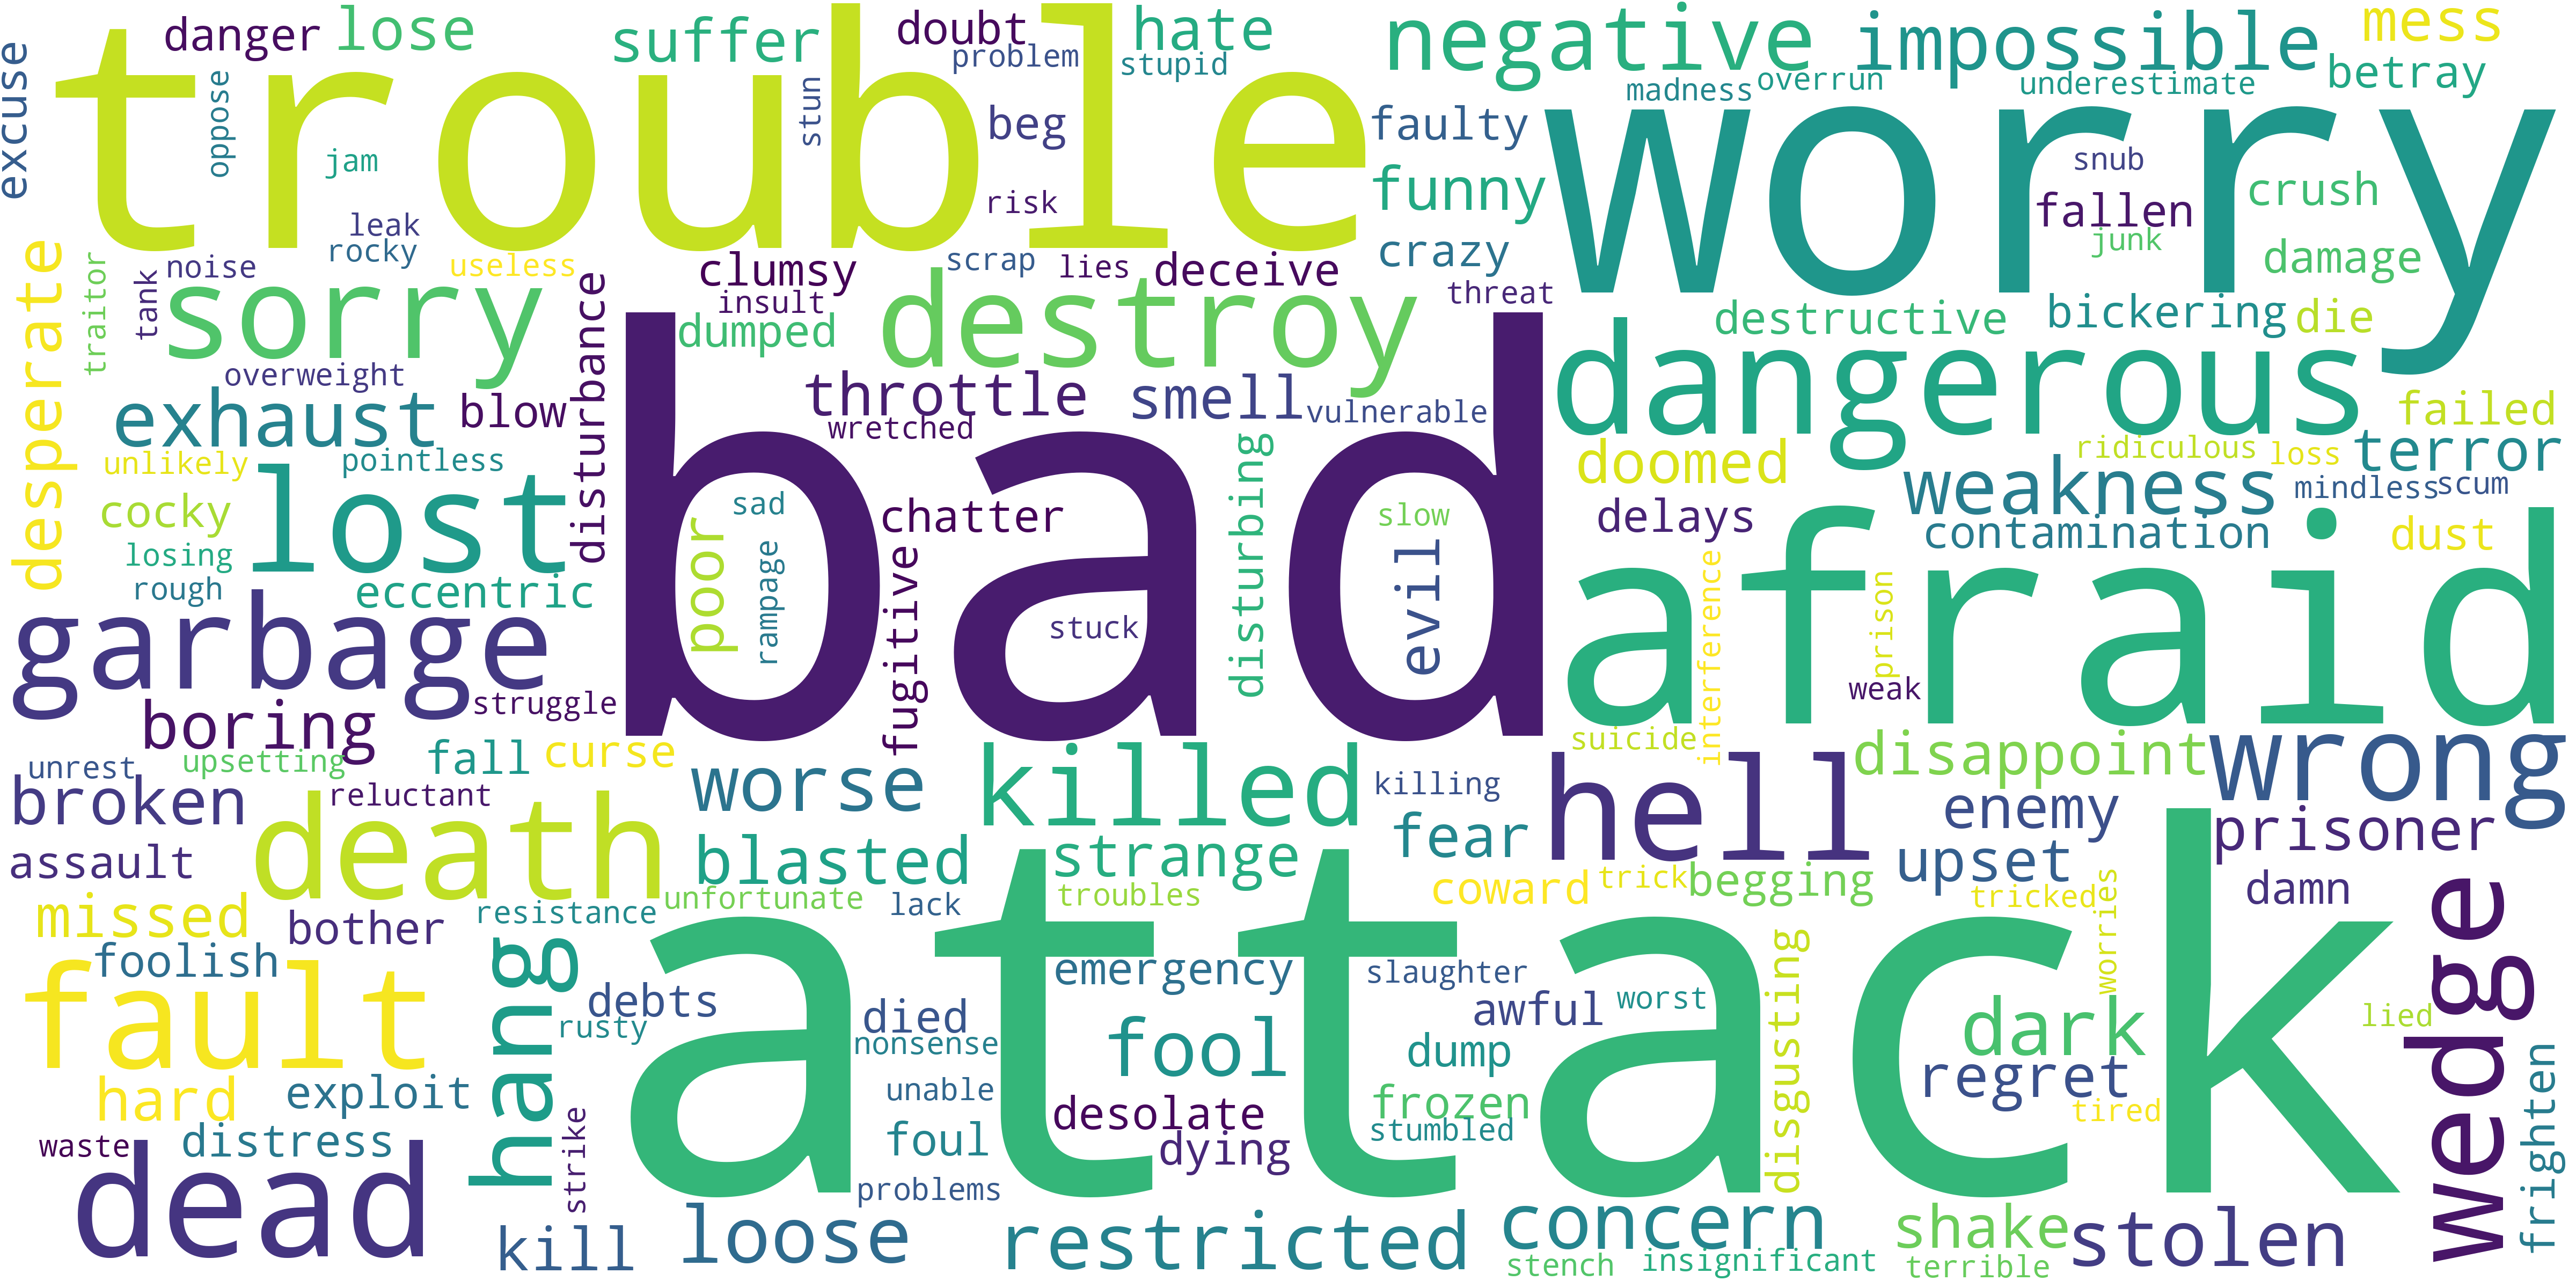 danger
lose
suffer
doubt
hate
negative
impossible
mess
excuse
trouble
problem
stupid
madness
overrun
underestimate
betray
oppose
stun
beg
faulty
worry
jam
snub
funny
crush
risk
fallen
leak
rocky
crazy
junk
damage
desperate
traitor
tank
noise
useless
clumsy
scrap
lies
deceive
threat
sorry
disturbance
insult
destroy
dumped
destructive
bickering
die
overweight
bad
dangerous
exhaust
blow
throttle
smell
vulnerable
failed
wretched
unlikely
pointless
disturbing
doomed
ridiculous
loss
terror
lost
weakness
mindless
scum
cocky
poor
sad
chatter
slow
delays
contamination
dust
losing
rampage
fugitive
evil
afraid
interference
prison
rough
eccentric
garbage
stuck
weak
struggle
boring
suicide
disappoint
wrong
unrest
upsetting
fall
curse
worse
killed
killing
hell
broken
reluctant
enemy
death
fear
prisoner
assault
blasted
strange
upset
unfortunate
lack
troubles
coward
trick
begging
tricked
worries
damn
wedge
missed
bother
resistance
attack
foolish
hang
emergency
slaughter
disgusting
fault
debts
died
awful
worst
dark
lied
rusty
nonsense
fool
dump
regret
frighten
hard
exploit
unable
desolate
frozen
tired
strike
waste
distress
foul
dying
stumbled
dead
problems
kill
loose
restricted
concern
shake
stolen
stench
insignificant
terrible